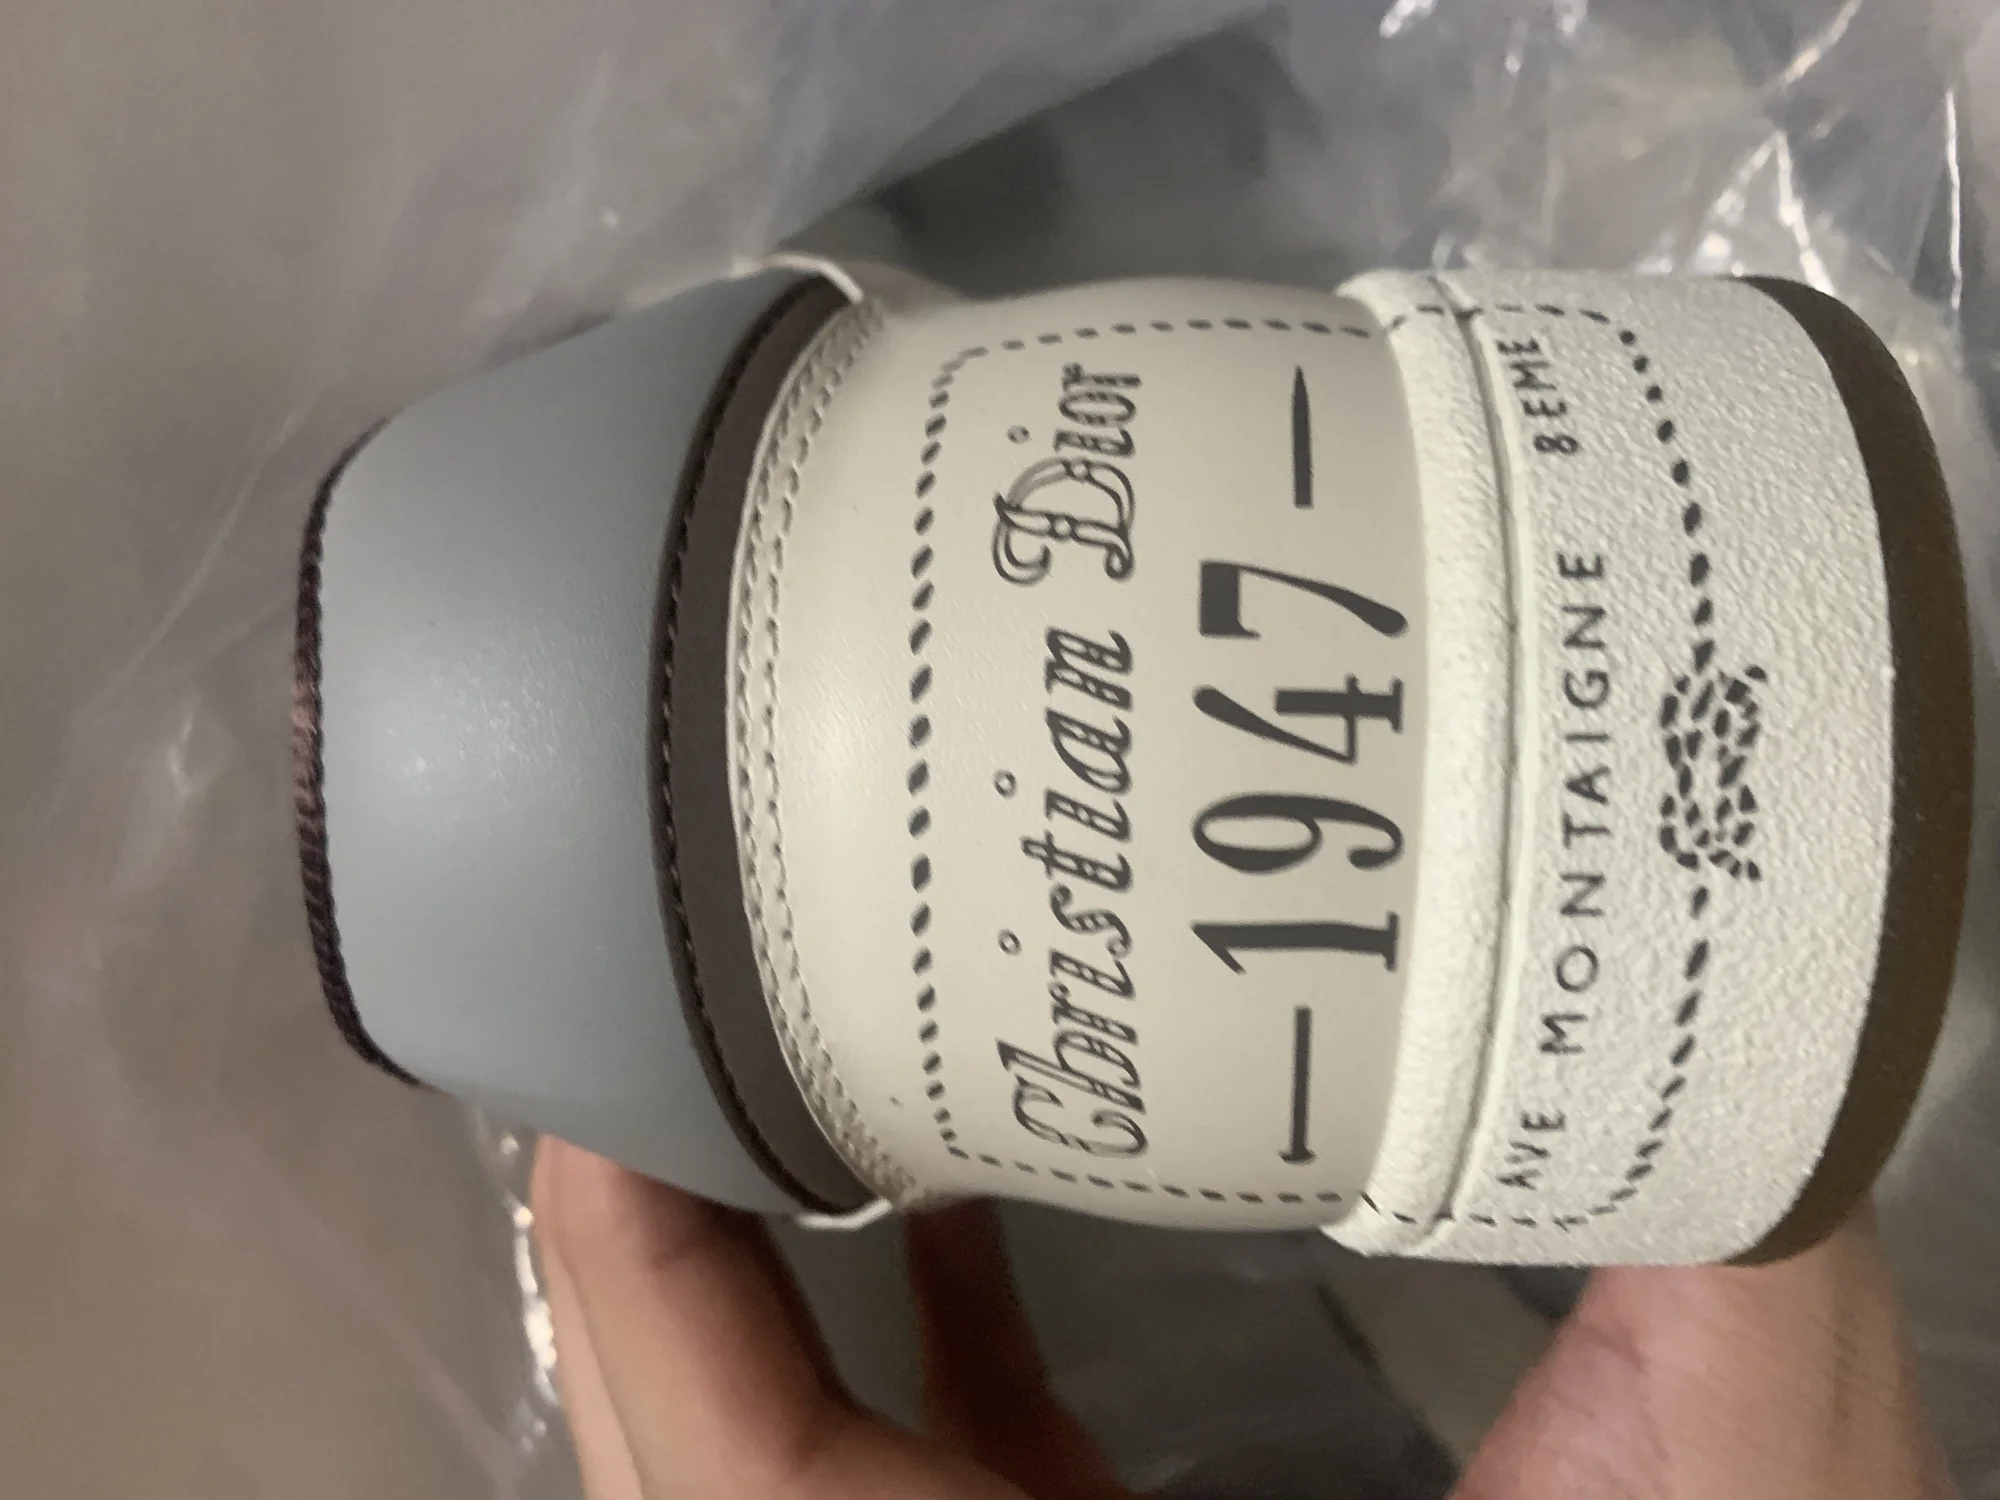 Christian Dior
— 1947 —
AVE MONTAIGNE 8EME